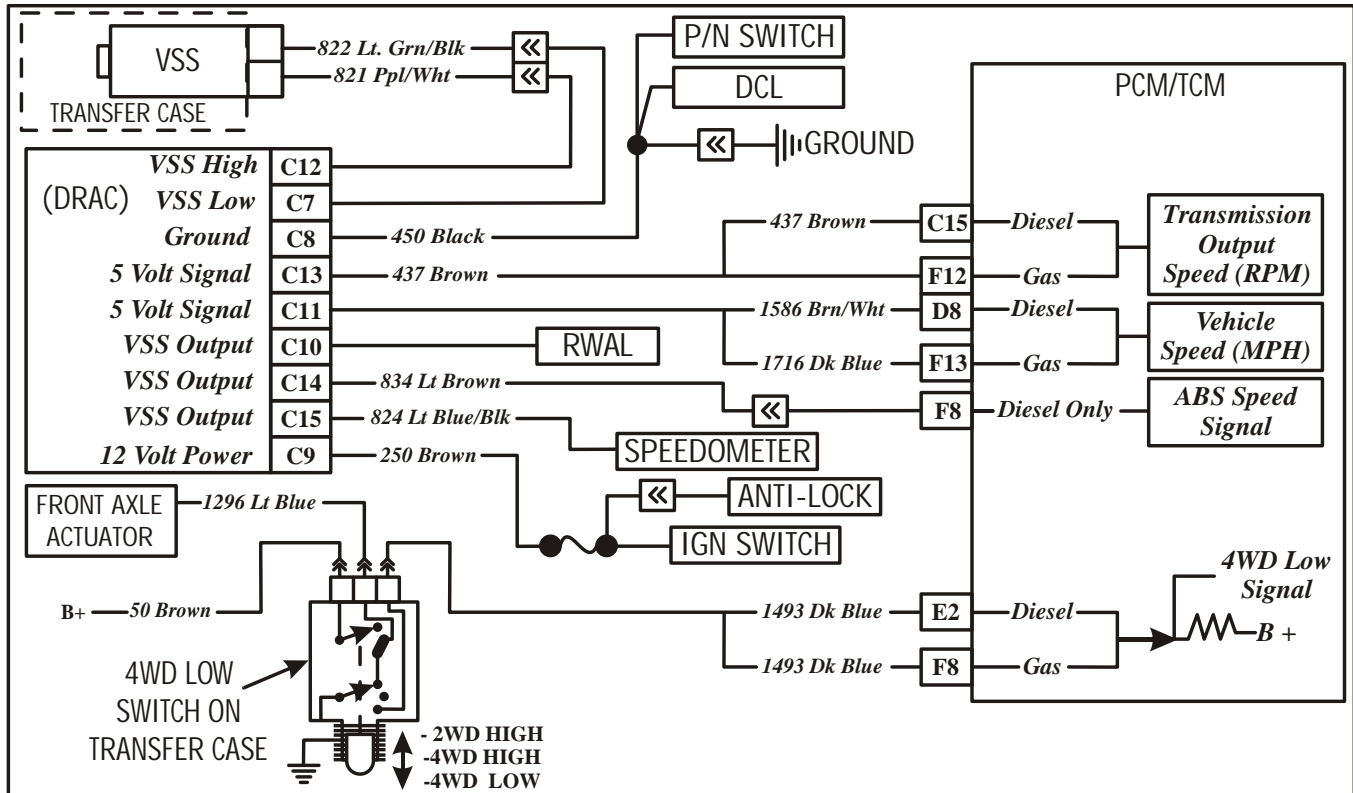 VSS
TRANSFER CASE
822 Lt. Grn/Blk
821 Ppl/Wht
P/N SWITCH
DCL
GROUND
PCM/TCM
(DRAC)
VSS High C12
VSS Low C7
Ground C8 450 Black
5 Volt Signal C13 437 Brown
5 Volt Signal C11
VSS Output C10 RWAL
VSS Output C14 834 Lt Brown
VSS Output C15 824 Lt Blue/Blk SPEEDOMETER
12 Volt Power C9 250 Brown
437 Brown C15 Diesel
F12 Gas
Transmission
Output
Speed (RPM)
1586 Brn/Wht D8 Diesel
1716 Dk Blue F13 Gas
Vehicle
Speed (MPH)
F8 Diesel Only
ABS Speed
Signal
ANTI-LOCK
IGN SWITCH
FRONT AXLE
ACTUATOR
1296 Lt Blue
B+ 50 Brown
1493 Dk Blue E2 Diesel
1493 Dk Blue F8 Gas
4WD Low
Signal
B +
4WD LOW
SWITCH ON
TRANSFER CASE
- 2WD HIGH
-4WD HIGH
-4WD LOW